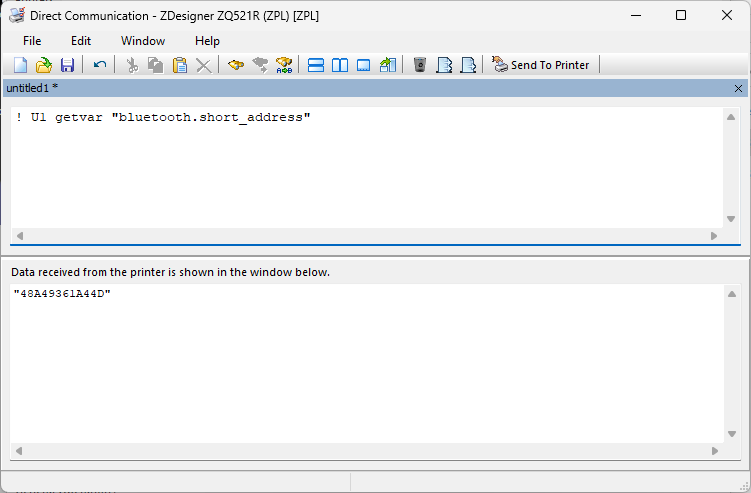 Direct Communication - ZDesigner ZQ521R (ZPL) [ZPL]
File Edit Window Help
Send To Printer
untitled1 *
! U1 getvar "bluetooth.short_address"
Data received from the printer is shown in the window below.
"48A49361A44D"